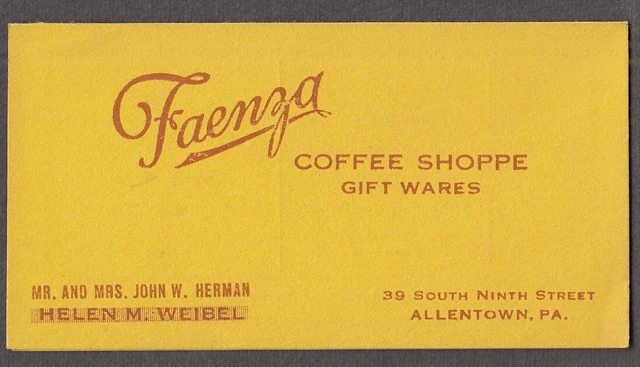 Faenza
COFFEE SHOPPE
GIFT WARES
MR. AND MRS. JOHN W. HERMAN
HELEN M. WEIBEL
39 SOUTH NINTH STREET
ALLENTOWN, PA.